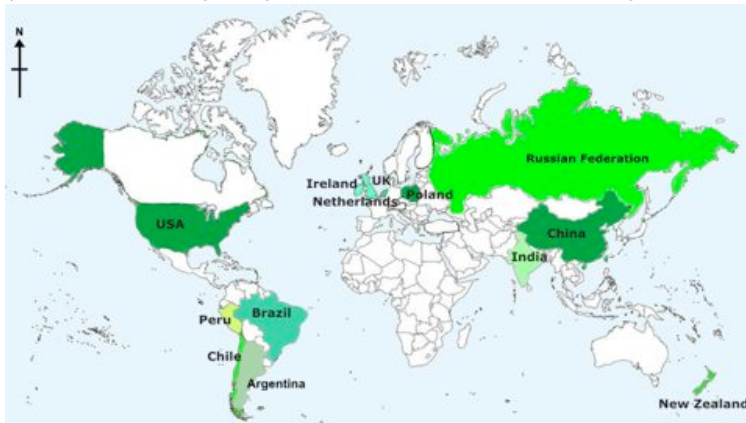 N
Russian Federation
Ireland
UK
Netherlands
Poland
USA
China
India
Peru
Brazil
Chile
Argentina
New Zealand